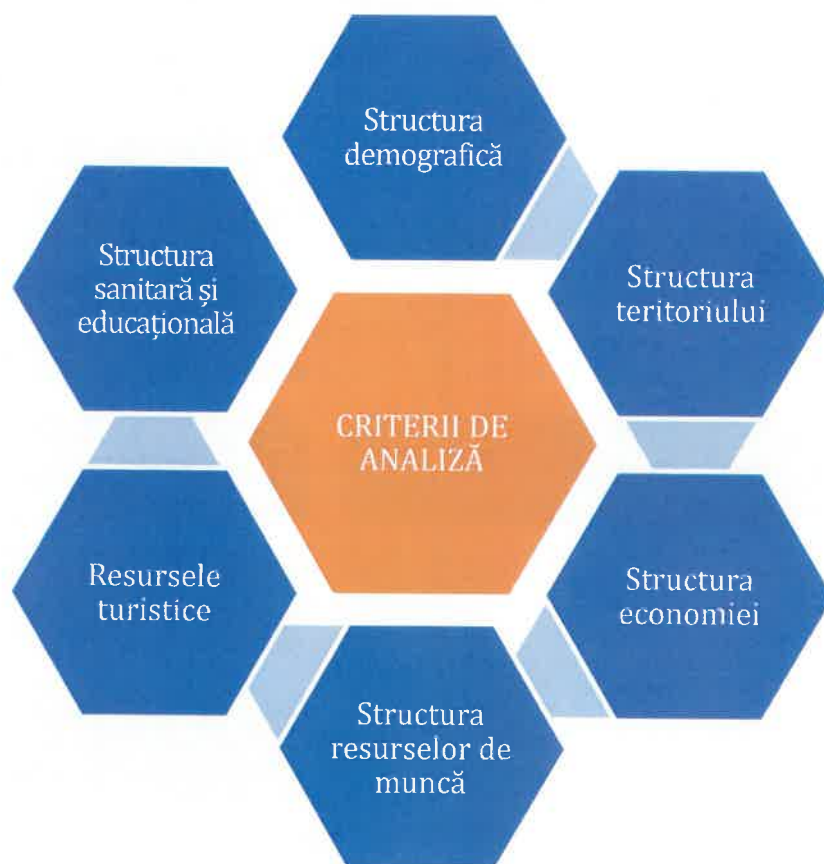 Structura
demografică
Structura
teritoriului
Structura
economiei
Structura
resurselor de
muncă
Resursele
turistice
Structura
sanitară și
educațională
CRITERII DE
ANALIZĂ